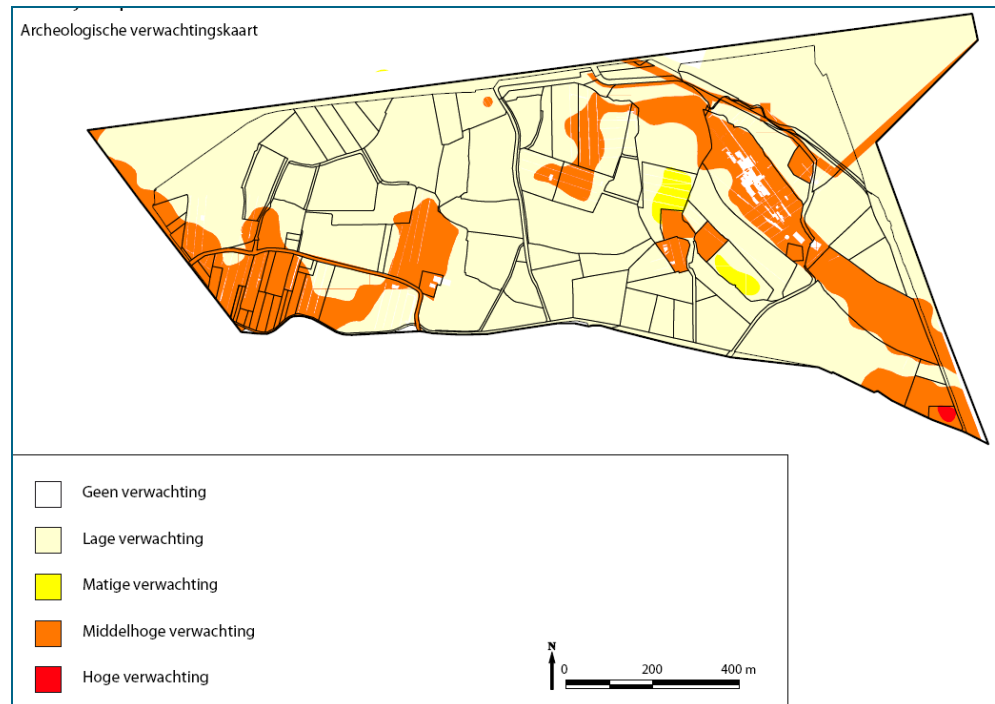 Archeologische verwachtingskaart
Geen verwachting
Lage verwachting
Matige verwachting
Middelhoge verwachting
Hoge verwachting
N
0 200 400 m